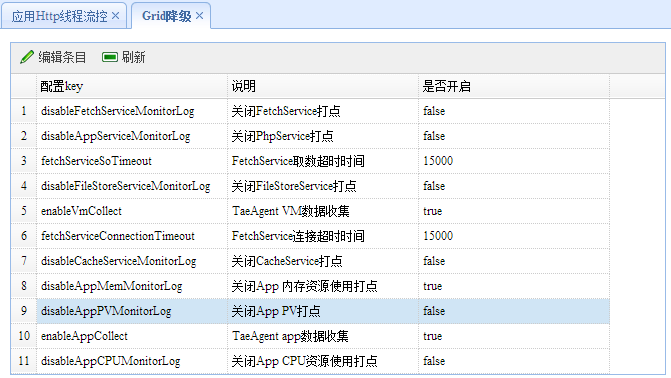 应用Http线程流控 Grid降级
编辑条目 刷新
配置key 说明 是否开启
1 disableFetchServiceMonitorLog 关闭FetchService打点 false
2 disableAppServiceMonitorLog 关闭PhpService打点 false
3 fetchServiceSoTimeout FetchService取数超时时间 15000
4 disableFileStoreServiceMonitorLog 关闭FileStoreService打点 false
5 enableVmCollect TaeAgent VM数据收集 true
6 fetchServiceConnectionTimeout FetchService连接超时时间 15000
7 disableCacheServiceMonitorLog 关闭CacheService打点 false
8 disableAppMemMonitorLog 关闭App 内存资源使用打点 true
9 disableAppPVMonitorLog 关闭App PV打点 false
10 enableAppCollect TaeAgent app数据收集 true
11 disableAppCPUMonitorLog 关闭App CPU资源使用打点 false